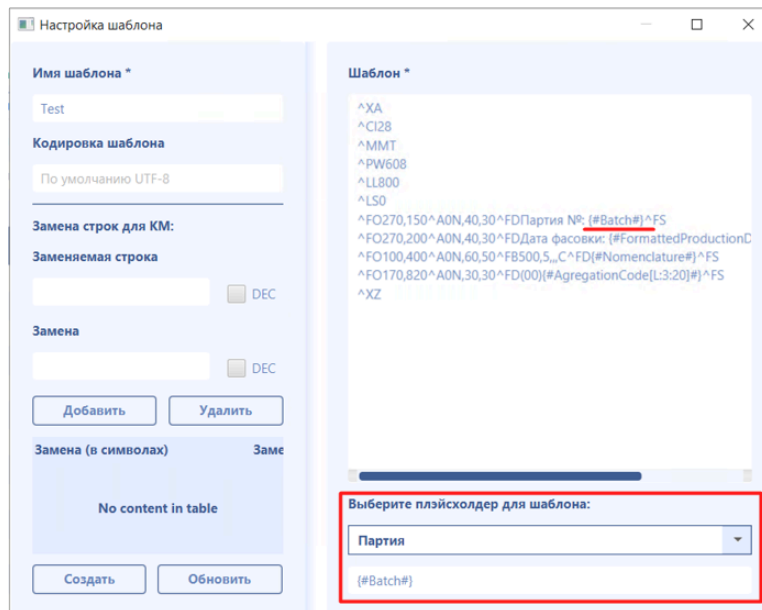 Настройка шаблона
Имя шаблона *
Test
Кодировка шаблона
По умолчанию UTF-8
Замена строк для КМ:
Заменяемая строка
DEC
Замена
DEC
Добавить
Удалить
Замена (в символах)
Заме
No content in table
Создать
Обновить
Шаблон *
^XA
^CI28
^MMT
^PW608
^LL800
^LS0
^FO270,150^A0N,40,30^FDПартия №: {#Batch#}^FS
^FO270,200^A0N,40,30^FDДата фасовки: {#FormattedProductionD
^FO100,400^A0N,60,50^FB500,5,,,C^FD{#Nomenclature#}^FS
^FO170,820^A0N,30,30^FD(00){#AgregationCode[L:3:20]#}^FS
^XZ
Выберите плэйсхолдер для шаблона:
Партия
{#Batch#}